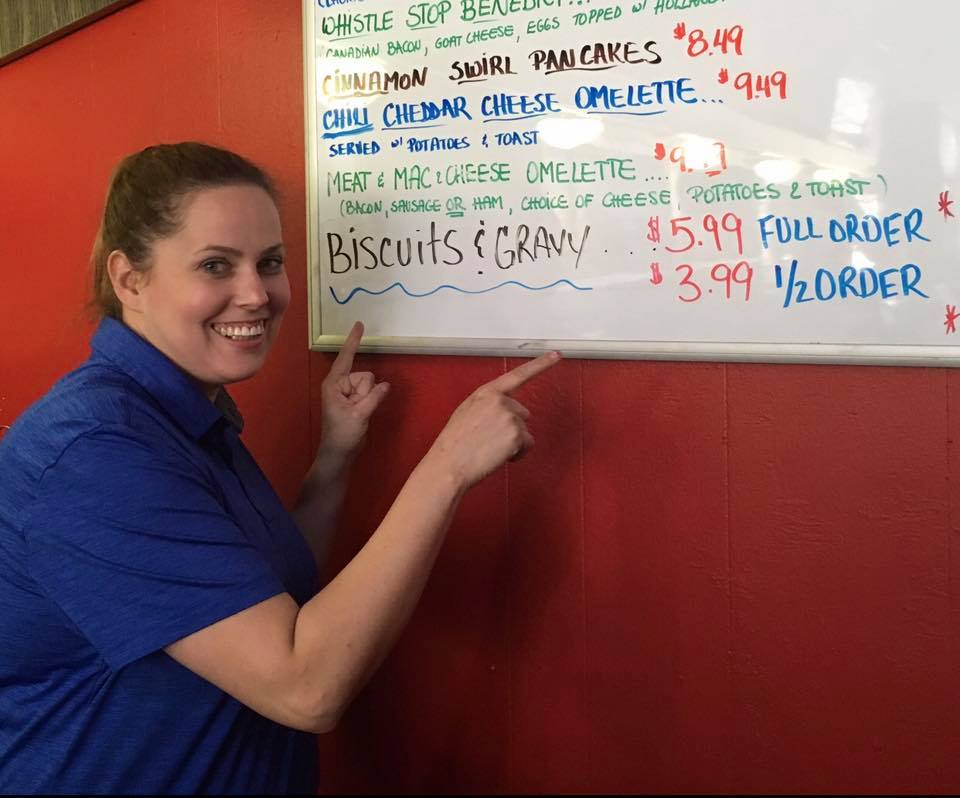 WHISTLE STOP BENEDICT...
CANADIAN BACON, GOAT CHEESE, EGGS TOPPED W/
CINNAMON SWIRL PANCAKES $8.49
CHILI CHEDDAR CHEESE OMELETTE... $9.49
SERVED W/ POTATOES & TOAST
MEAT & MAC & CHEESE OMELETTE ....
(BACON, SAUSAGE OR HAM, CHOICE OF CHEESE, POTATOES & TOAST) *
BISCUITS & GRAVY . . . $5.99 FULL ORDER
$3.99 1/2 ORDER
*